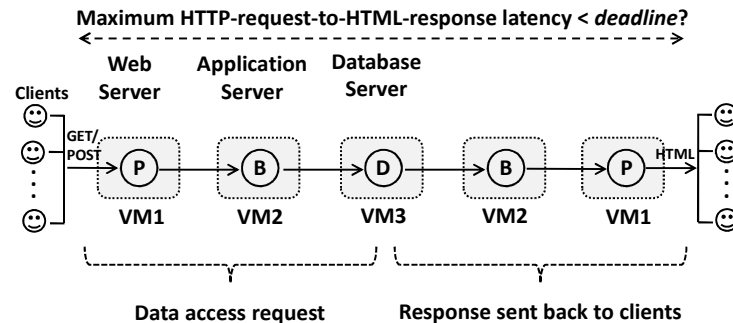 Maximum HTTP-request-to-HTML-response latency < deadline?
Web Server
Application Server
Database Server
Clients
GET/
POST
P
B
D
B
P
HTML
VM1
VM2
VM3
VM2
VM1
Data access request
Response sent back to clients